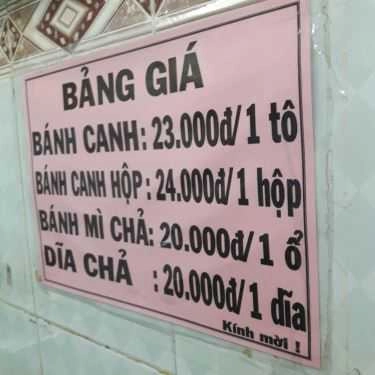 BẢNG GIÁ
BÁNH CANH: 23.000đ/1 tô
BÁNH CANH HỘP : 24.000đ/1 hộp
BÁNH MÌ CHẢ: 20.000đ/1 ổ
DĨA CHẢ : 20.000đ/1 dĩa
Kính mời !